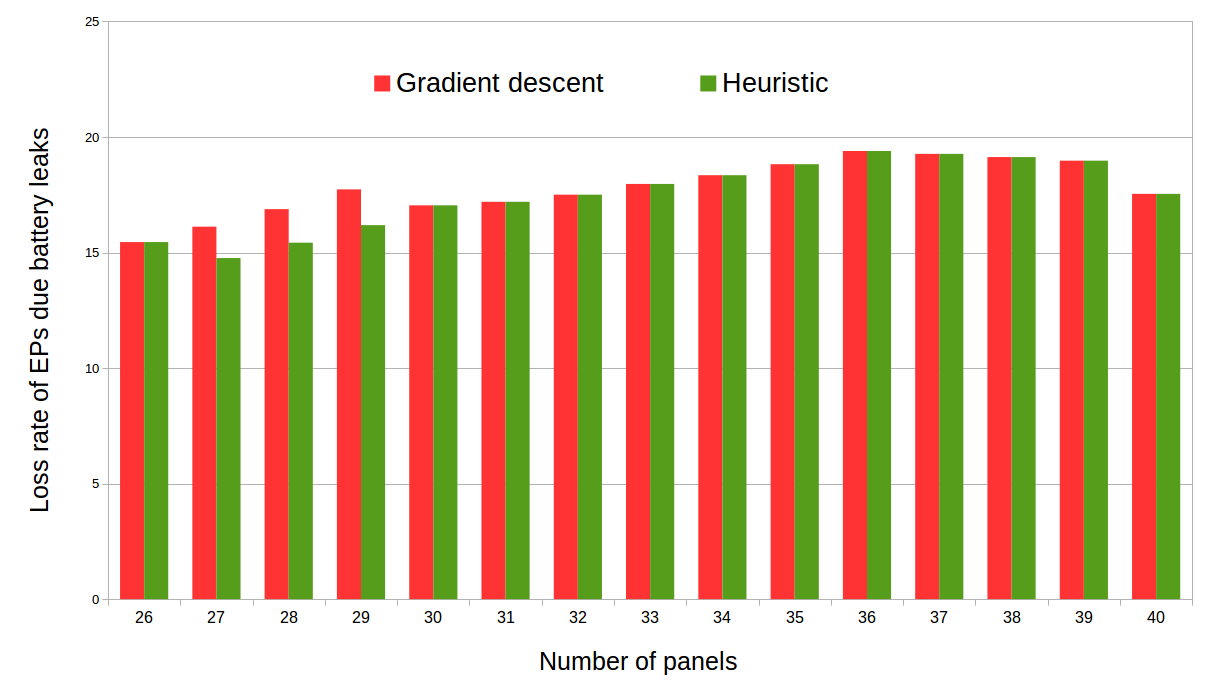 25
20
15
10
5
0
Gradient descent
Heuristic
Loss rate of EPs due battery leaks
26 27 28 29 30 31 32 33 34 35 36 37 38 39 40
Number of panels